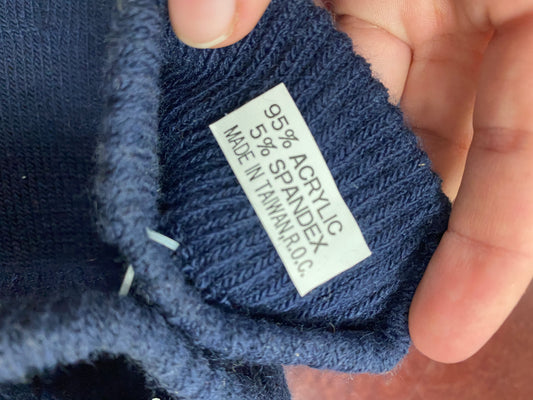 95% ACRYLIC
5% SPANDEX
MADE IN TAIWAN,R.O.C.